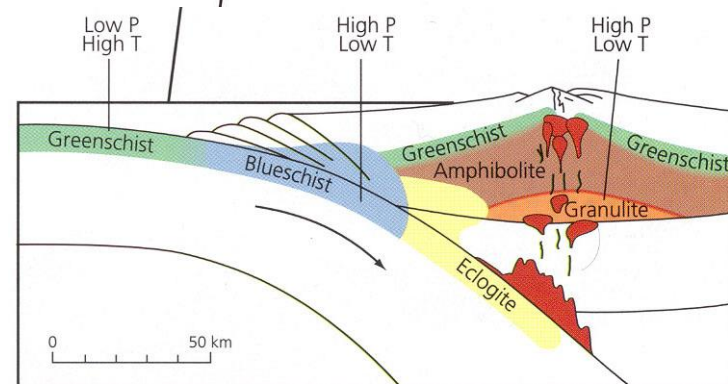 Low P
High T
High P
Low T
High P
Low T
Greenschist
Blueschist
Greenschist
Amphibolite
Greenschist
Granulite
Eclogite
0 50 km